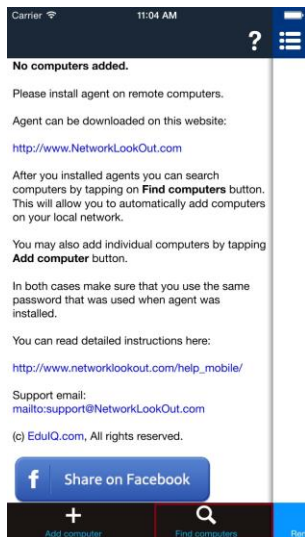 Carrier 11:04 AM
?
No computers added.
Please install agent on remote computers.
Agent can be downloaded on this website:
http://www.NetworkLookOut.com
After you installed agents you can search
computers by tapping on Find computers button.
This will allow you to automatically add computers
on your local network.
You may also add individual computers by tapping
Add computer button.
In both cases make sure that you use the same
password that was used when agent was
installed.
You can read detailed instructions here:
http://www.networklookout.com/help_mobile/
Support email:
mailto:support@NetworkLookOut.com
(c) EduIQ.com, All rights reserved.
f Share on Facebook
Add computer Find computers